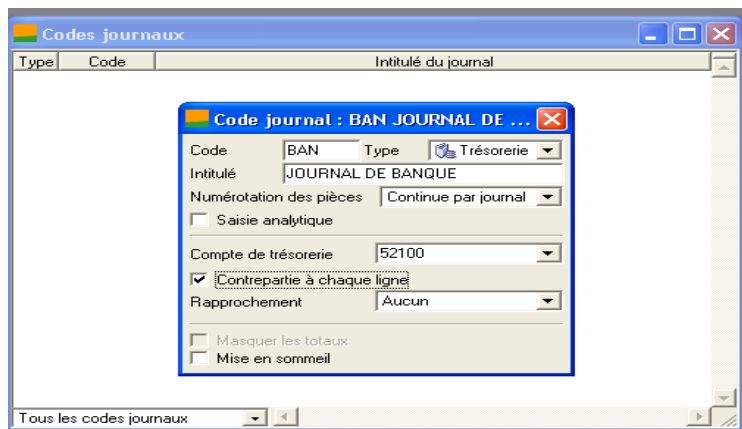 Codes journaux
Type Code Intitulé du journal
Code journal : BAN JOURNAL DE ...
Code BAN Type Trésorerie
Intitulé JOURNAL DE BANQUE
Numérotation des pièces Continue par journal
Saisie analytique
Compte de trésorerie 52100
Contrepartie à chaque ligne
Rapprochement Aucun
Masquer les totaux
Mise en sommeil
Tous les codes journaux